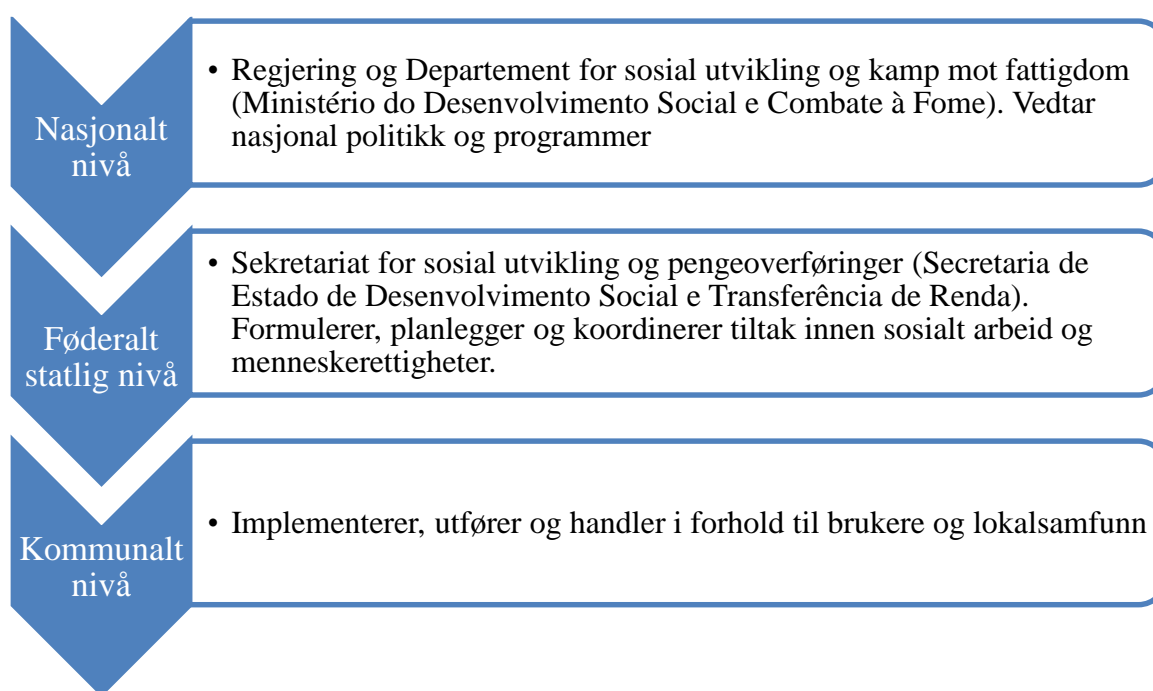 Nasjonalt
nivå
• Regjering og Departement for sosial utvikling og kamp mot fattigdom
(Ministério do Desenvolvimento Social e Combate à Fome). Vedtar
nasjonal politikk og programmer
Føderalt
statlig nivå
• Sekretariat for sosial utvikling og pengeoverføringer (Secretaria de
Estado de Desenvolvimento Social e Transferência de Renda).
Formulerer, planlegger og koordinerer tiltak innen sosialt arbeid og
menneskerettigheter.
Kommunalt
nivå
• Implementerer, utfører og handler i forhold til brukere og lokalsamfunn